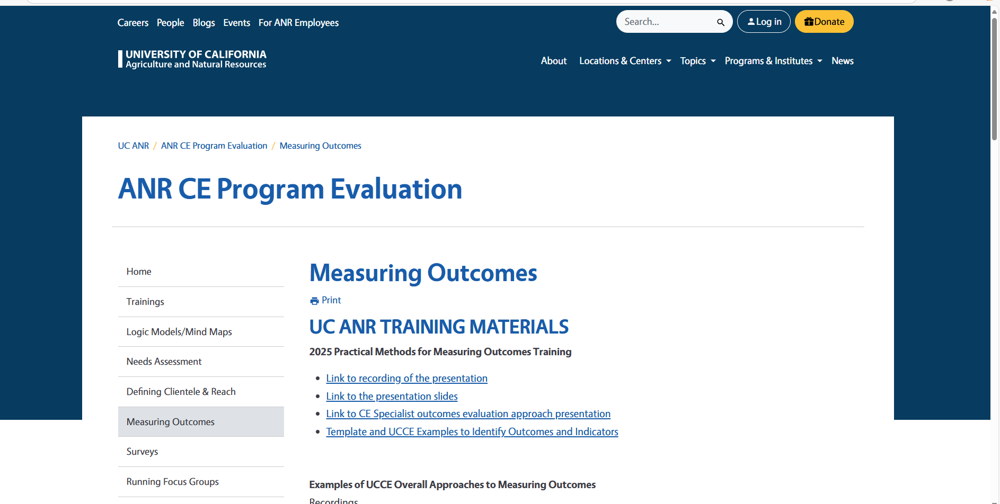 Careers People Blogs Events For ANR Employees
Search... Log in Donate
UNIVERSITY OF CALIFORNIA
Agriculture and Natural Resources
About Locations & Centers Topics Programs & Institutes News
UC ANR / ANR CE Program Evaluation / Measuring Outcomes
ANR CE Program Evaluation
Home
Trainings
Logic Models/Mind Maps
Needs Assessment
Defining Clientele & Reach
Measuring Outcomes
Surveys
Running Focus Groups
Measuring Outcomes
Print
UC ANR TRAINING MATERIALS
2025 Practical Methods for Measuring Outcomes Training
Link to recording of the presentation
Link to the presentation slides
Link to CE Specialist outcomes evaluation approach presentation
Template and UCCE Examples to Identify Outcomes and Indicators
Examples of UCCE Overall Approaches to Measuring Outcomes
Recordings